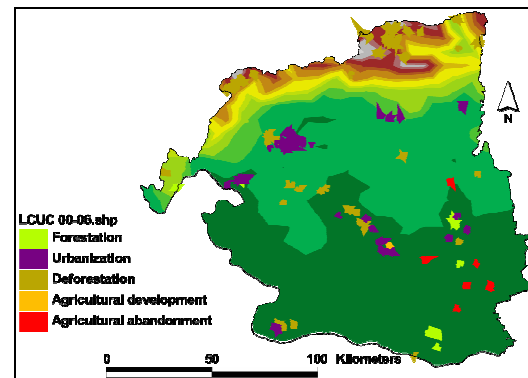 N
LCUC 00-06.shp
Forestation
Urbanization
Deforestation
Agricultural development
Agricultural abandonment
0 50 100 Kilometers